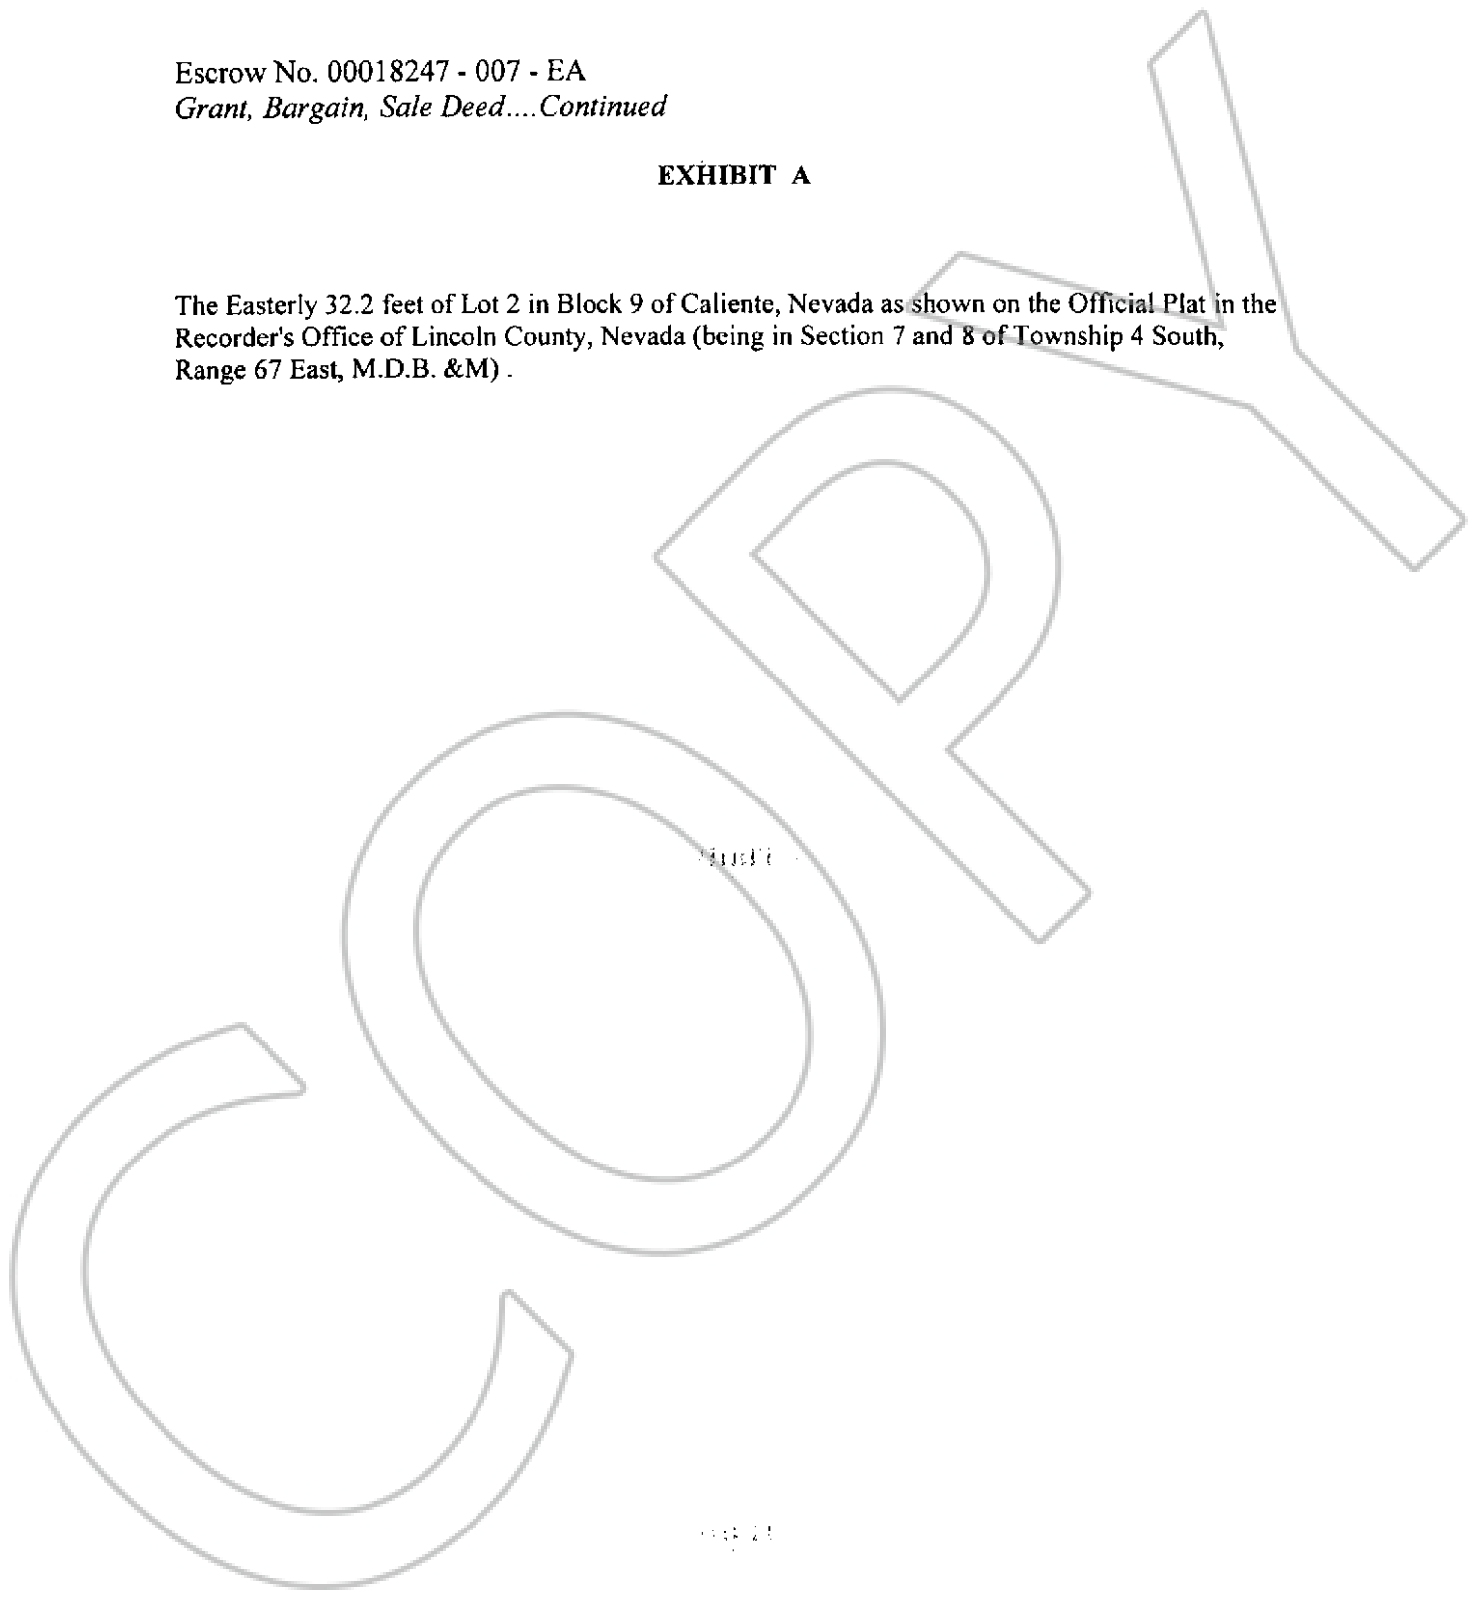 Escrow No. 00018247 - 007 - EA
Grant, Bargain, Sale Deed....Continued
EXHIBIT A
The Easterly 32.2 feet of Lot 2 in Block 9 of Caliente, Nevada as shown on the Official Plat in the
Recorder's Office of Lincoln County, Nevada (being in Section 7 and 8 of Township 4 South,
Range 67 East, M.D.B. &M) .
COPY